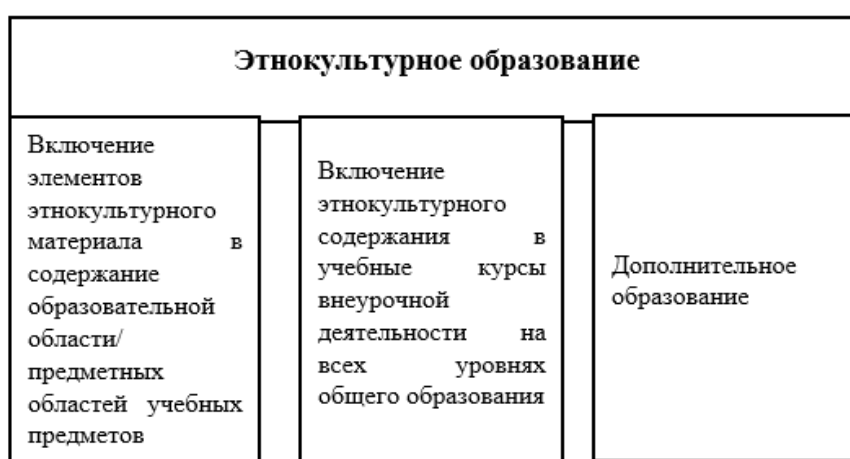 Этнокультурное образование
Включение
элементов
этнокультурного
материала в
содержание
образовательной
области/
предметных
областей учебных
предметов
Включение
этнокультурного
содержания в
учебные курсы
внеурочной
деятельности на
всех уровнях
общего образования
Дополнительное
образование